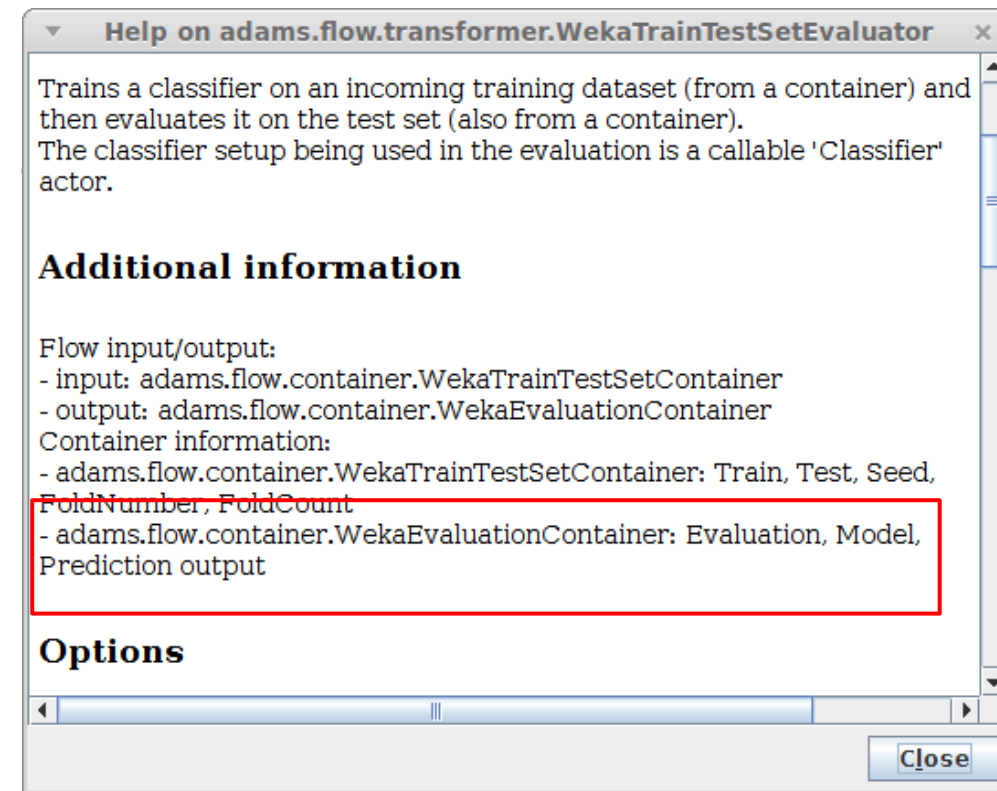 Help on adams.flow.transformer.WekaTrainTestSetEvaluator
Trains a classifier on an incoming training dataset (from a container) and
then evaluates it on the test set (also from a container).
The classifier setup being used in the evaluation is a callable 'Classifier'
actor.
Additional information
Flow input/output:
- input: adams.flow.container.WekaTrainTestSetContainer
- output: adams.flow.container.WekaEvaluationContainer
Container information:
- adams.flow.container.WekaTrainTestSetContainer: Train, Test, Seed,
FoldNumber, FoldCount
- adams.flow.container.WekaEvaluationContainer: Evaluation, Model,
Prediction output
Options
Close